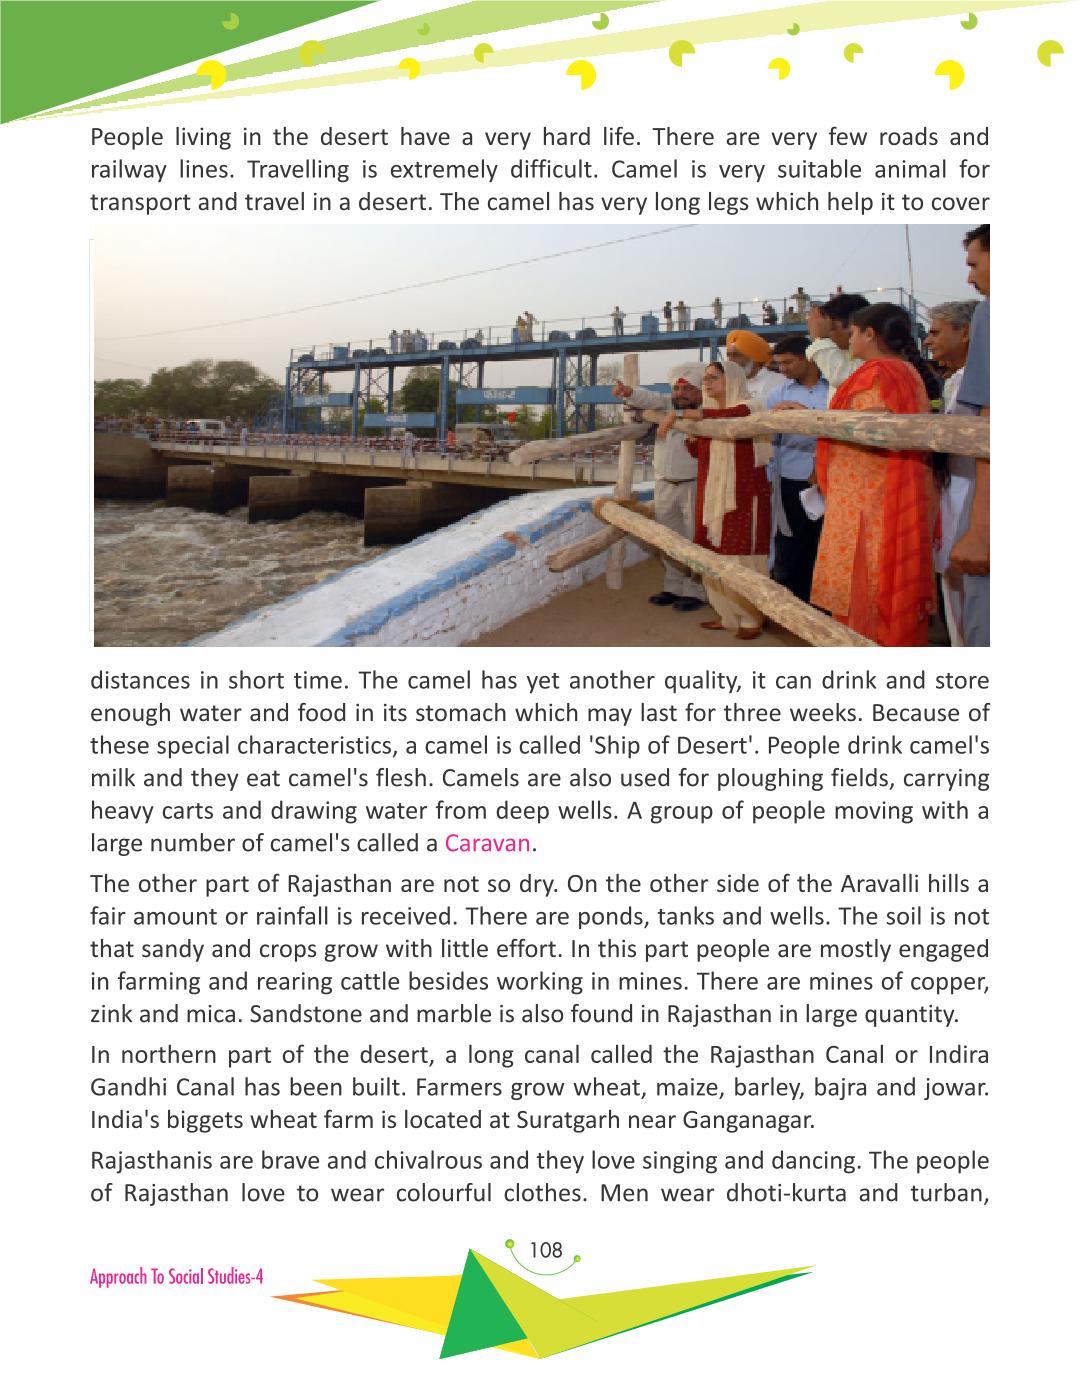 People living in the desert have a very hard life. There are very few roads and
railway lines. Travelling is extremely difficult. Camel is very suitable animal for
transport and travel in a desert. The camel has very long legs which help it to cover
distances in short time. The camel has yet another quality, it can drink and store
enough water and food in its stomach which may last for three weeks. Because of
these special characteristics, a camel is called 'Ship of Desert'. People drink camel's
milk and they eat camel's flesh. Camels are also used for ploughing fields, carrying
heavy carts and drawing water from deep wells. A group of people moving with a
large number of camel's called a Caravan.
The other part of Rajasthan are not so dry. On the other side of the Aravalli hills a
fair amount or rainfall is received. There are ponds, tanks and wells. The soil is not
that sandy and crops grow with little effort. In this part people are mostly engaged
in farming and rearing cattle besides working in mines. There are mines of copper,
zink and mica. Sandstone and marble is also found in Rajasthan in large quantity.
In northern part of the desert, a long canal called the Rajasthan Canal or Indira
Gandhi Canal has been built. Farmers grow wheat, maize, barley, bajra and jowar.
India's biggets wheat farm is located at Suratgarh near Ganganagar.
Rajasthanis are brave and chivalrous and they love singing and dancing. The people
of Rajasthan love to wear colourful clothes. Men wear dhoti-kurta and turban,
108
Approach To Social Studies-4